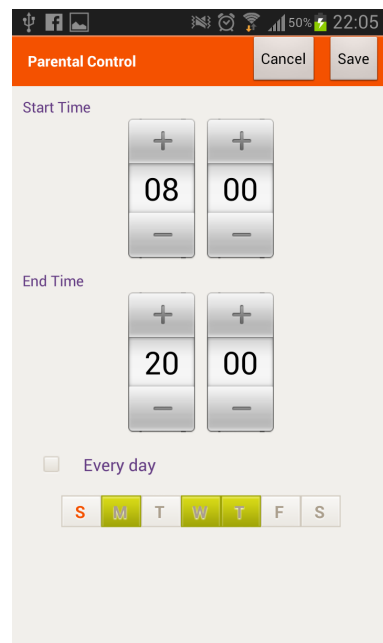 50% 22:05
Parental Control Cancel Save
Start Time
08 00
End Time
20 00
Every day
S M T W T F S